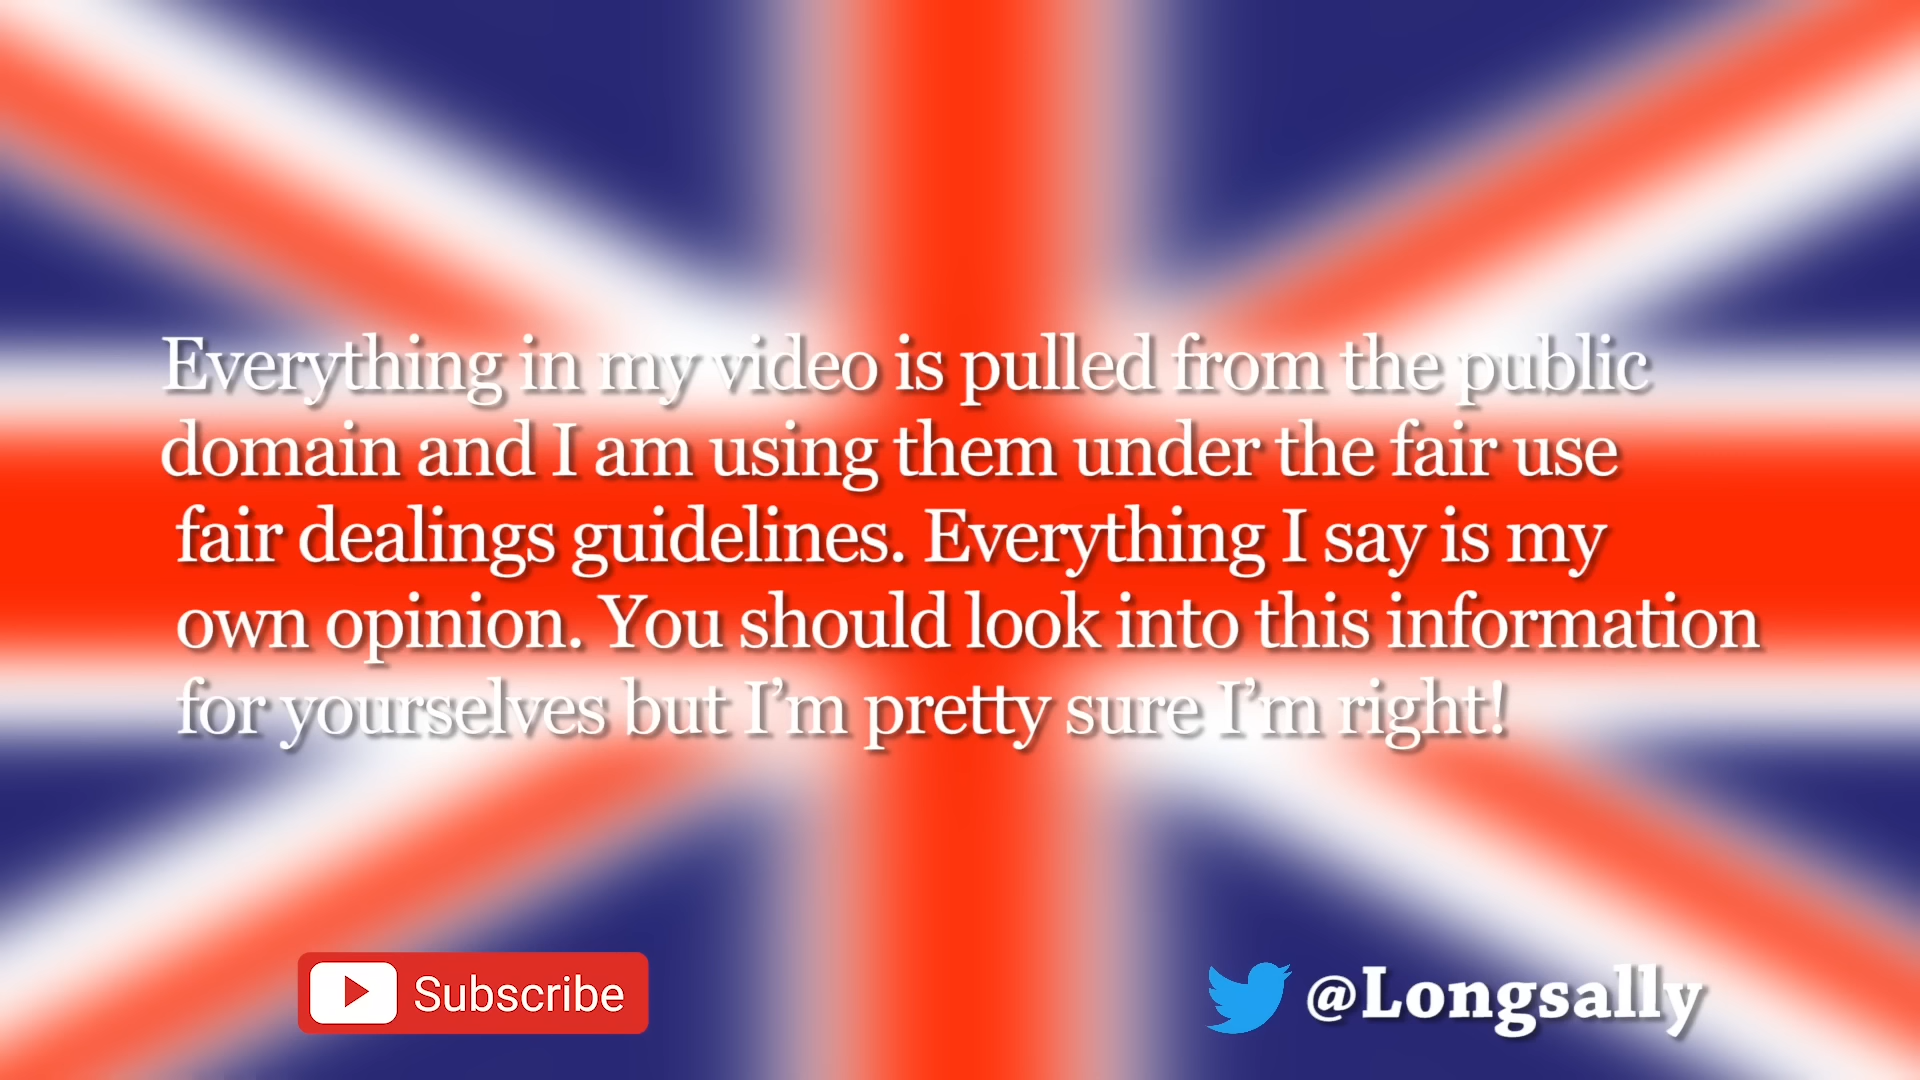 Everything in my video is pulled from the public
domain and I am using them under the fair use
fair dealings guidelines. Everything I say is my
own opinion. You should look into this information
for yourselves but I’m pretty sure I’m right!
Subscribe
@Longsally